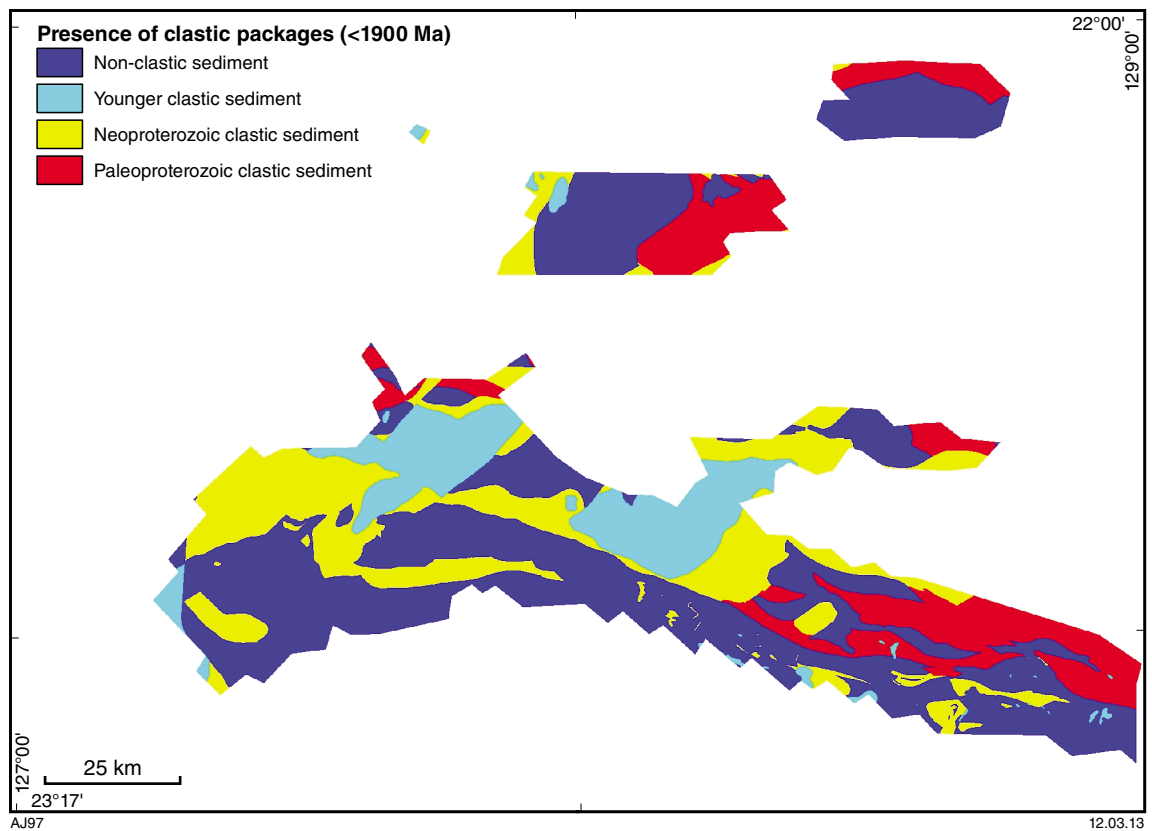 Presence of clastic packages (<1900 Ma)
Non-clastic sediment
Younger clastic sediment
Neoproterozoic clastic sediment
Paleoproterozoic clastic sediment
22°00'
129°00'
127°00'
25 km
23°17'
AJ97
12.03.13